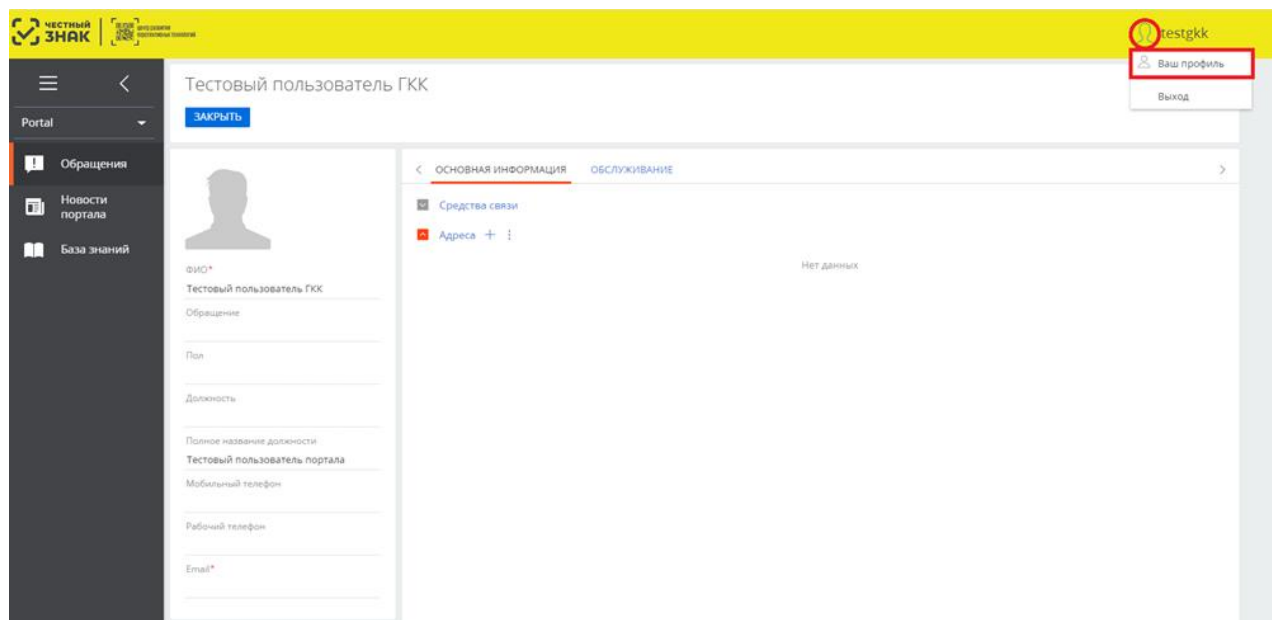 ЧЕСТНЫЙ
ЗНАК
testgkk
Ваш профиль
Выход
Portal
Обращения
Новости
портала
База знаний
Тестовый пользователь ГКК
ЗАКРЫТЬ
ФИО*
Тестовый пользователь ГКК
Обращение
Пол
Должность
Полное название должности
Тестовый пользователь портала
Мобильный телефон
Рабочий телефон
Email*
ОСНОВНАЯ ИНФОРМАЦИЯ ОБСЛУЖИВАНИЕ
Средства связи
Адреса
Нет данных